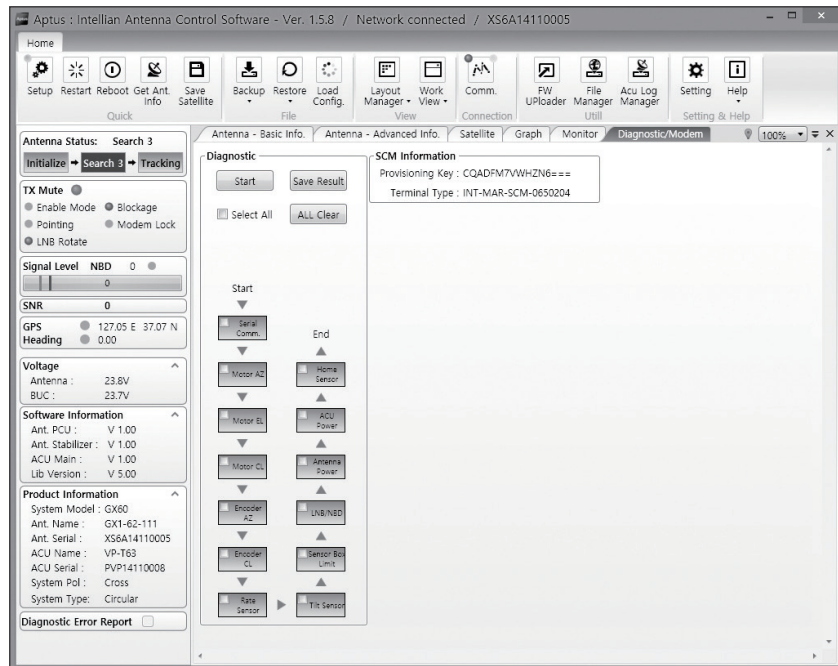 Aptus : Intellian Antenna Control Software - Ver. 1.5.8 / Network connected / XS6A14110005
Home
Setup Restart Reboot Get Ant. Info Save Satellite
Quick
Backup Restore Load Config.
File
Layout Manager Work View
View
Comm.
Connection
FW UPloader File Manager Acu Log Manager
Utill
Setting Help
Setting & Help
Antenna Status: Search 3
Initialize Search 3 Tracking
TX Mute
Enable Mode Blockage
Pointing Modem Lock
LNB Rotate
Signal Level NBD 0
0
SNR 0
GPS 127.05 E 37.07 N
Heading 0.00
Voltage
Antenna : 23.8V
BUC : 23.7V
Software Information
Ant. PCU : V 1.00
Ant. Stabilizer : V 1.00
ACU Main : V 1.00
Lib Version : V 5.00
Product Information
System Model : GX60
Ant. Name : GX1-62-111
Ant. Serial : XS6A14110005
ACU Name : VP-T63
ACU Serial : PVP14110008
System Pol : Cross
System Type: Circular
Diagnostic Error Report
Antenna - Basic Info. Antenna - Advanced Info. Satellite Graph Monitor Diagnostic/Modem 100%
Diagnostic
Start Save Result
Select All ALL Clear
Start
Serial Comm.
Motor AZ
Motor EL
Motor CL
Encoder AZ
Encoder CL
Rate Sensor
Tilt Sensor
Sensor Box Limit
LNB/NBD
Antenna Power
ACU Power
Home Sensor
End
SCM Information
Provisioning Key : CQADFM7VWHZN6===
Terminal Type : INT-MAR-SCM-0650204